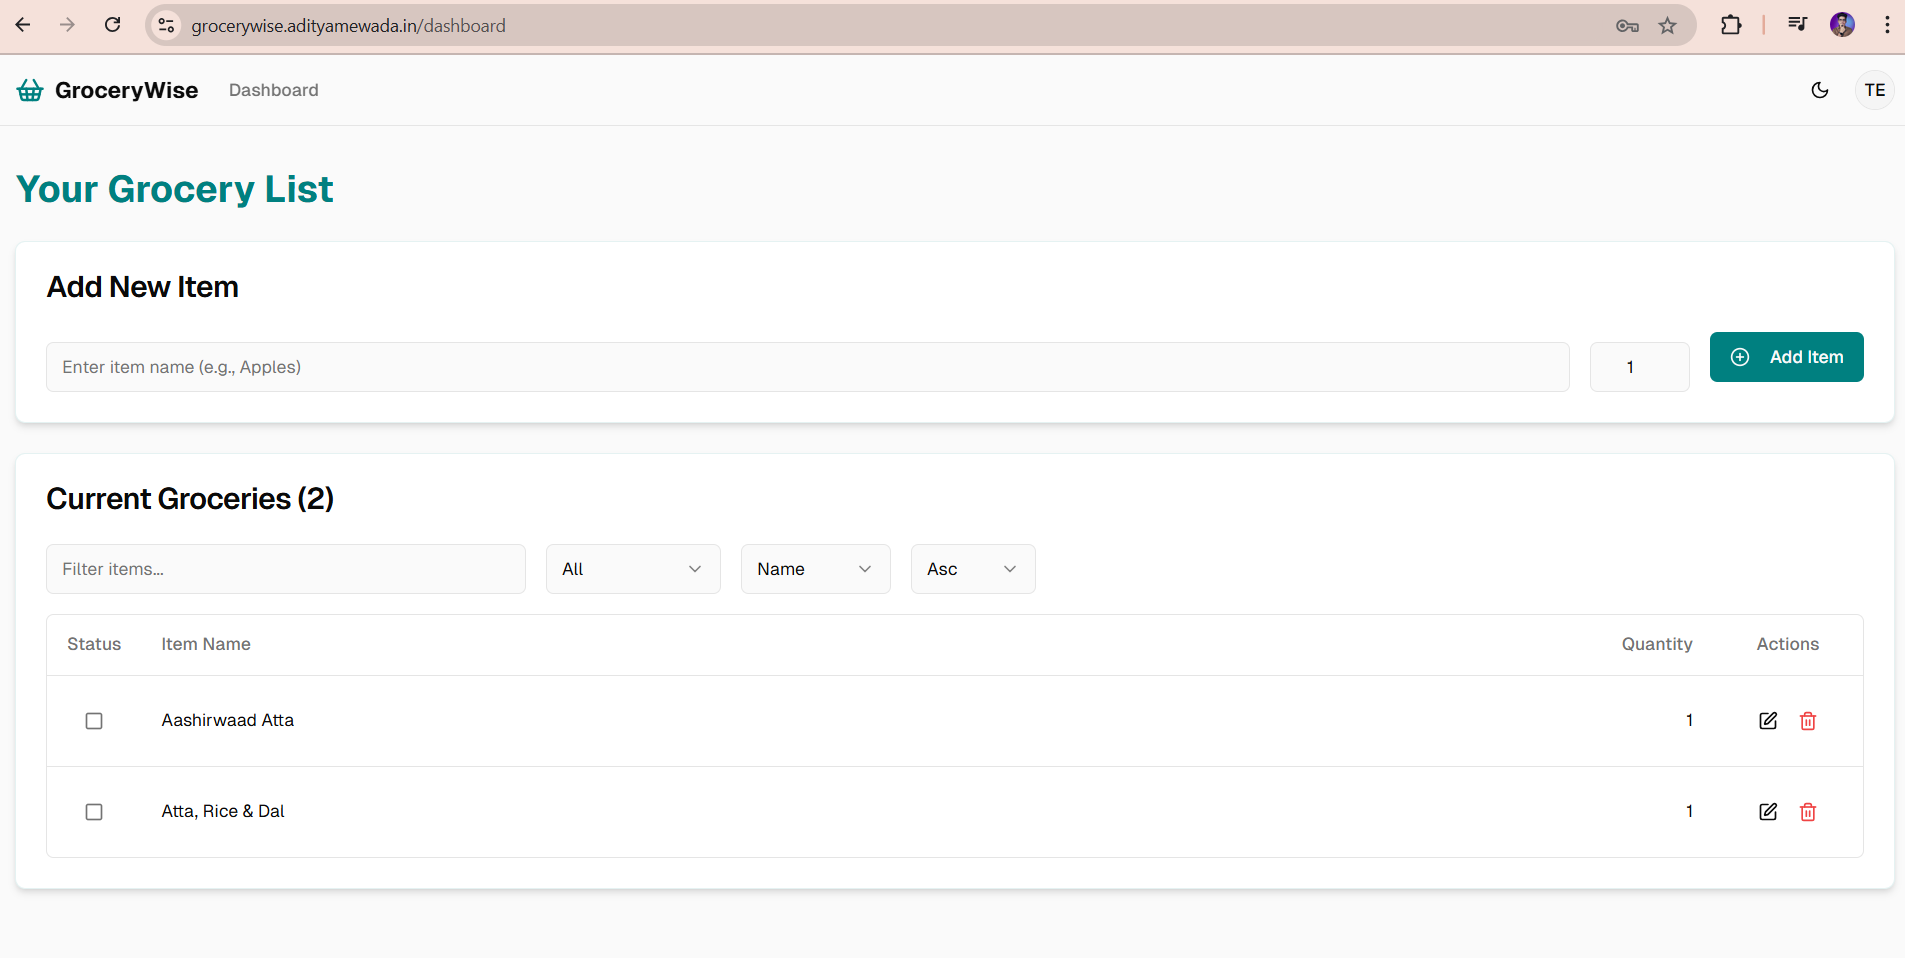 grocerywise.adityamewada.in/dashboard
GroceryWise Dashboard TE
Your Grocery List
Add New Item
Enter item name (e.g., Apples) 1 Add Item
Current Groceries (2)
Filter items... All Name Asc
Status Item Name Quantity Actions
Aashirwaad Atta 1
Atta, Rice & Dal 1